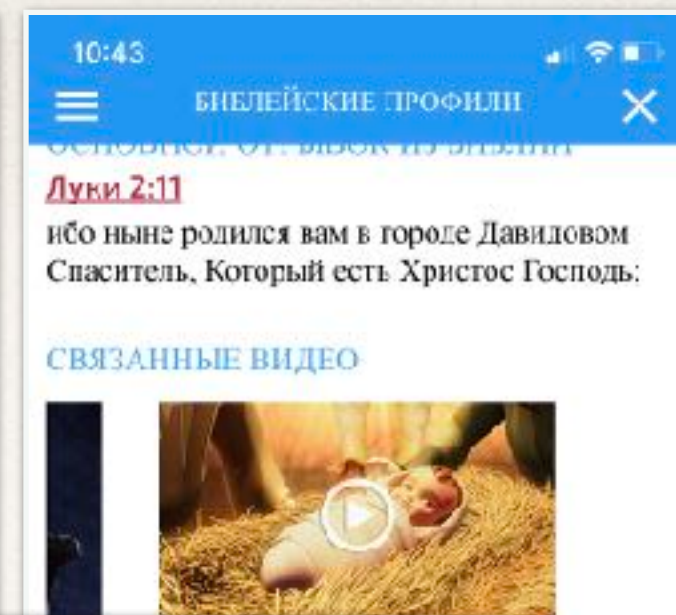 10:43
БИБЛЕЙСКИЕ ПРОФИЛИ
Луки 2:11
ибо ныне родился вам в городе Давидовом
Спаситель, Который есть Христос Господь:
СВЯЗАННЫЕ ВИДЕО